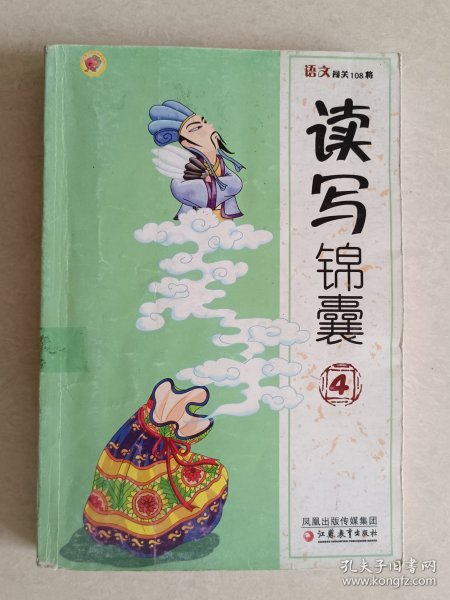 语文闯关108将
读写锦囊
4
凤凰出版传媒集团
江苏教育出版社
孔夫子旧书网
www.kongfz.com